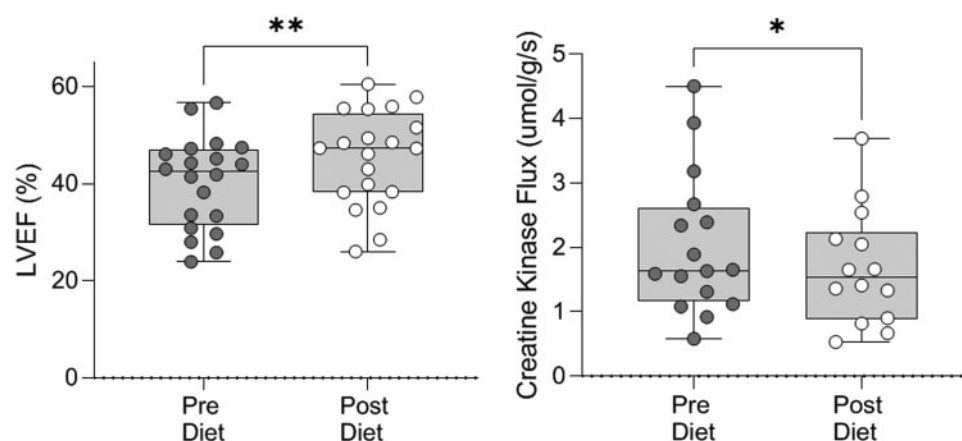 **
LVEF (%)
60
40
20
0
Pre
Diet
Post
Diet
*
Creatine Kinase Flux (umol/g/s)
5
4
3
2
1
0
Pre
Diet
Post
Diet